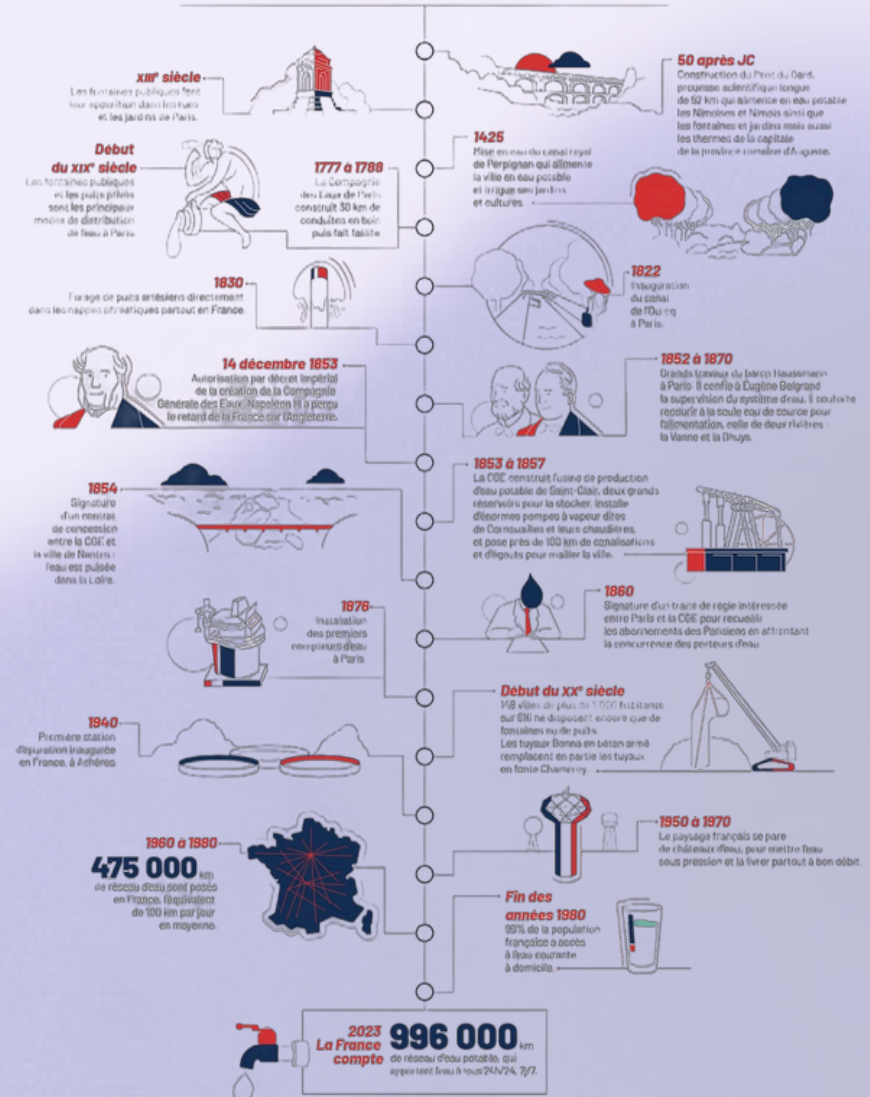 50 après JC
Construction du Pont du Gard,
prouesse scientifique longue
de 52 km qui alimente en eau potable
les Nîmoises et Nîmois ainsi que
les fontaines et jardins mais aussi
les thermes de la capitale
de la province romaine d'Auguste.
XIIIe siècle
Les fontaines publiques font
leur apparition dans les rues
et les jardins de Paris.
1425
Mise en eau du canal royal
de Perpignan qui alimente
la ville en eau potable
et irrigue ses jardins
et cultures.
1777 à 1788
La Compagnie
des Eaux de Paris
construit 30 km de
conduites en bois
puis fait faillite
Début
du XIXe siècle
Les fontaines publiques
et les puits privés
sont les principaux
modes de distribution
de l'eau à Paris.
1822
Inauguration
du canal
de l'Ourcq
à Paris.
1830
Forage de puits artésiens directement
dans les nappes phréatiques partout en France.
1852 à 1870
Grands travaux du baron Haussmann
à Paris. Il confie à Eugène Belgrand
la supervision du système d'eau. Il souhaite
recourir à la seule eau de source pour
l'alimentation, celle de deux rivières :
la Vanne et la Dhuys.
14 décembre 1853
Autorisation par décret impérial
de la création de la Compagnie
Générale des Eaux. Napoléon III a perçu
le retard de la France sur l'Angleterre.
1853 à 1857
La CGE construit l'usine de production
d'eau potable de Saint-Clair, deux grands
réservoirs pour la stocker, installe
d'énormes pompes à vapeur dites
de Cornouailles et leurs chaudières,
et pose près de 100 km de canalisations
et d'égouts pour mailler la ville.
1854
Signature
d'un contrat
de concession
entre la CGE et
la ville de Nantes :
l'eau est puisée
dans la Loire.
1860
Signature d'un traité de régie intéressée
entre Paris et la CGE pour recueillir
les abonnements des Parisiens en affrontant
la concurrence des porteurs d'eau
1876
Installation
des premiers
compteurs d'eau
à Paris
Début du XXe siècle
148 villes de plus de 5 000 habitants
sur 616 ne disposent encore que de
fontaines ou de puits.
Les tuyaux Bonna en béton armé
remplacent en partie les tuyaux
en fonte Chameroy.
1940
Première station
d'épuration inaugurée
en France, à Achères.
1950 à 1970
Le paysage français se pare
de châteaux d'eau, pour mettre l'eau
sous pression et la livrer partout à bon débit.
1960 à 1980
475 000 km
de réseau d'eau sont posés
en France, l'équivalent
de 100 km par jour
en moyenne.
Fin des
années 1980
99% de la population
française a accès
à l'eau courante
à domicile.
2023
La France
compte
996 000 km
de réseau d'eau potable, qui
apportent l'eau à tous 24h/24, 7j/7.